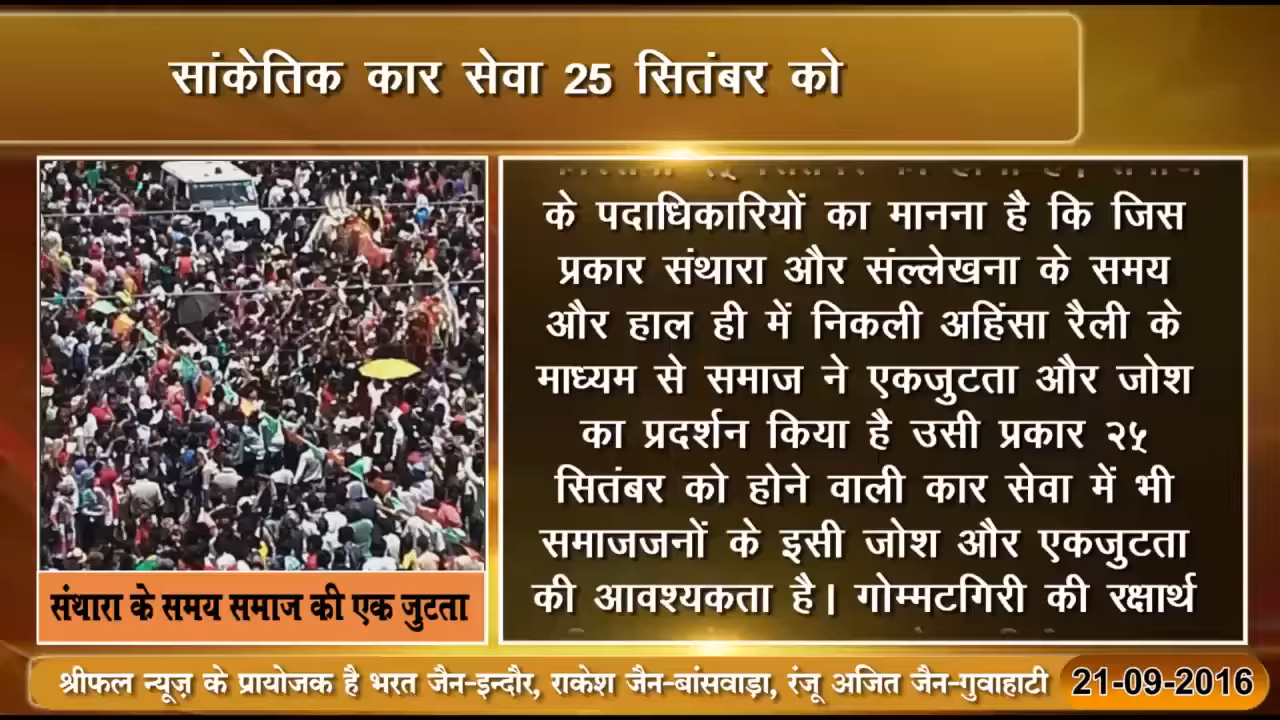 सांकेतिक कार सेवा 25 सितंबर को
के पदाधिकारियों का मानना है कि जिस
प्रकार संथारा और संल्लेखना के समय
और हाल ही में निकली अहिंसा रैली के
माध्यम से समाज ने एकजुटता और जोश
का प्रदर्शन किया है उसी प्रकार २५
सितंबर को होने वाली कार सेवा में भी
समाजजनों के इसी जोश और एकजुटता
की आवश्यकता है। गोम्मटगिरी की रक्षार्थ
संथारा के समय समाज की एक जुटता
श्रीफल न्यूज़ के प्रायोजक है भरत जैन-इन्दौर, राकेश जैन-बांसवाड़ा, रंजू अजित जैन-गुवाहाटी
21-09-2016